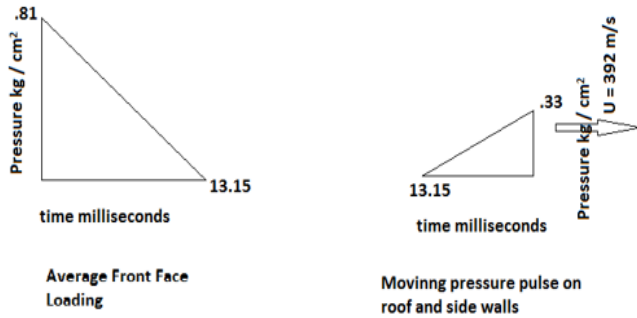 .81
Pressure kg / cm²
13.15
time milliseconds
Average Front Face
Loading
.33
U = 392 m/s
Pressure kg / cm²
13.15
time milliseconds
Movinng pressure pulse on
roof and side walls